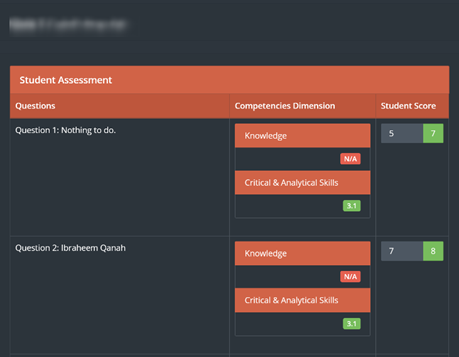 Student Assessment
Questions Competencies Dimension Student Score
Question 1: Nothing to do. Knowledge 5 7
N/A
Critical & Analytical Skills
3.1
Question 2: Ibraheem Qanah Knowledge 7 8
N/A
Critical & Analytical Skills
3.1